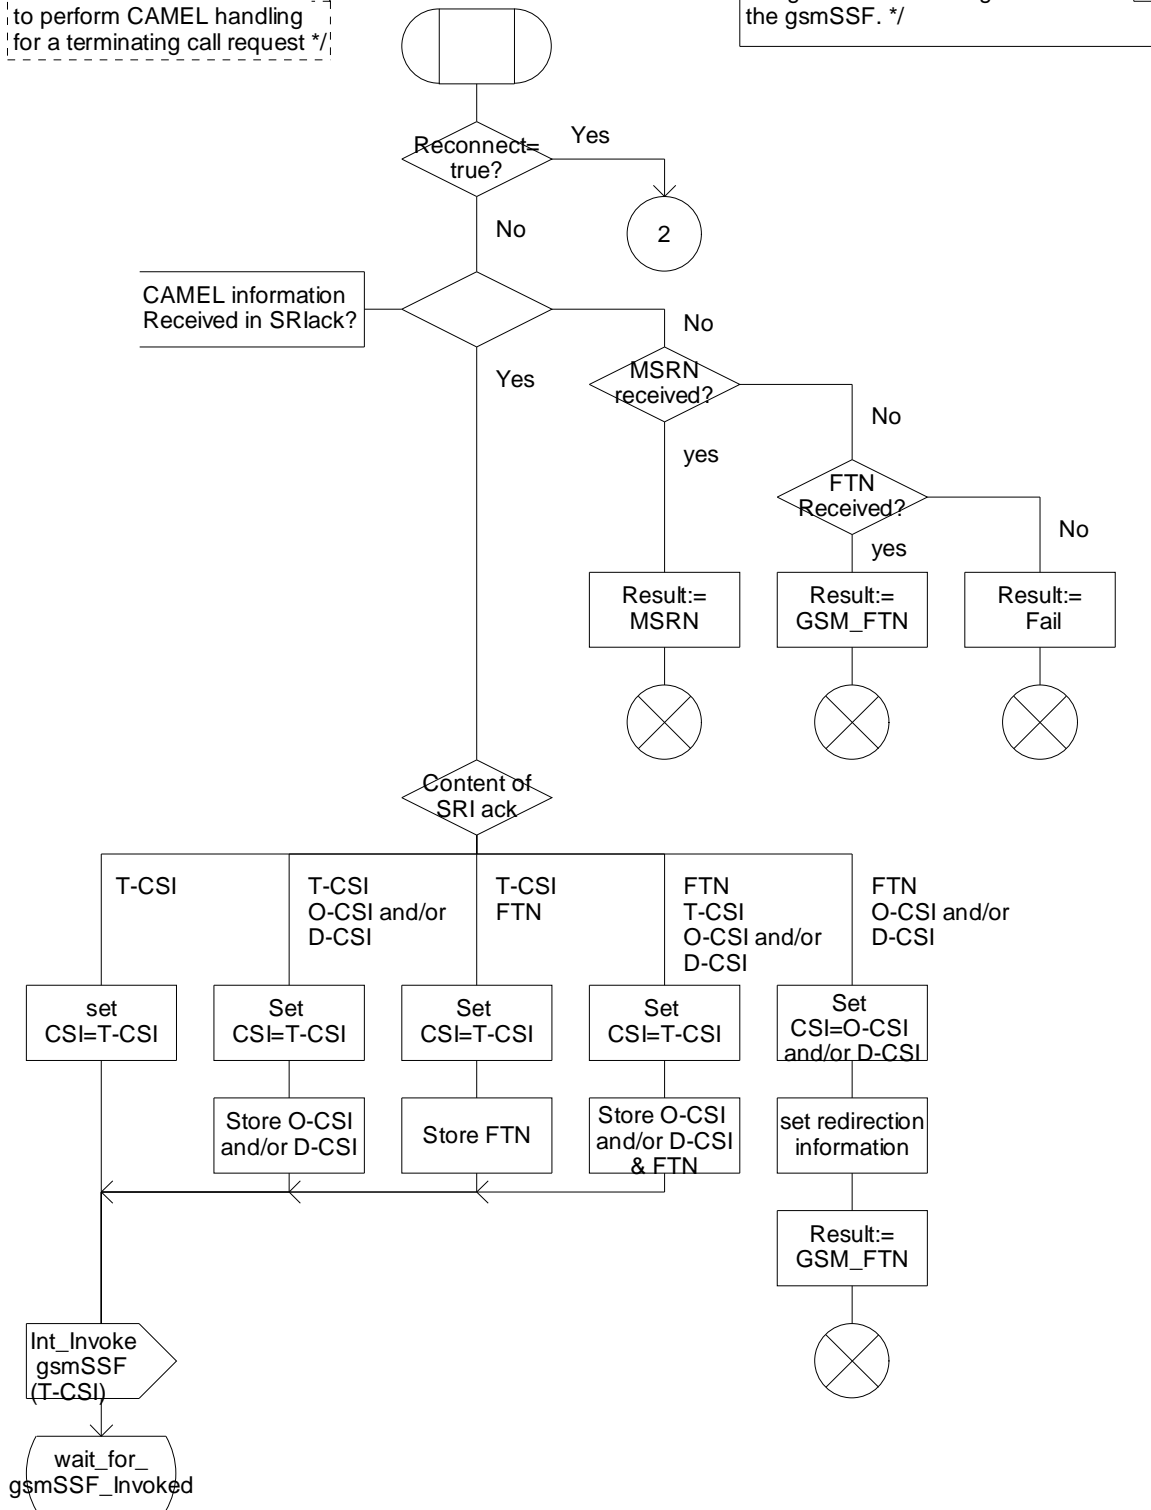 to perform CAMEL handling
for a terminating call request */
the gsmSSF. */
Reconnect=
true?
Yes
No
2
CAMEL information
Received in SRIack?
No
Yes
MSRN
received?
No
yes
FTN
Received?
No
yes
Result:=
MSRN
Result:=
GSM_FTN
Result:=
Fail
Content of
SRI ack
T-CSI
T-CSI
O-CSI and/or
D-CSI
T-CSI
FTN
FTN
T-CSI
O-CSI and/or
D-CSI
FTN
O-CSI and/or
D-CSI
set
CSI=T-CSI
Set
CSI=T-CSI
Set
CSI=T-CSI
Set
CSI=T-CSI
Set
CSI=O-CSI
and/or D-CSI
Store O-CSI
and/or D-CSI
Store FTN
Store O-CSI
and/or D-CSI
& FTN
set redirection
information
Result:=
GSM_FTN
Int_Invoke
gsmSSF
(T-CSI)
wait_for_
gsmSSF_Invoked